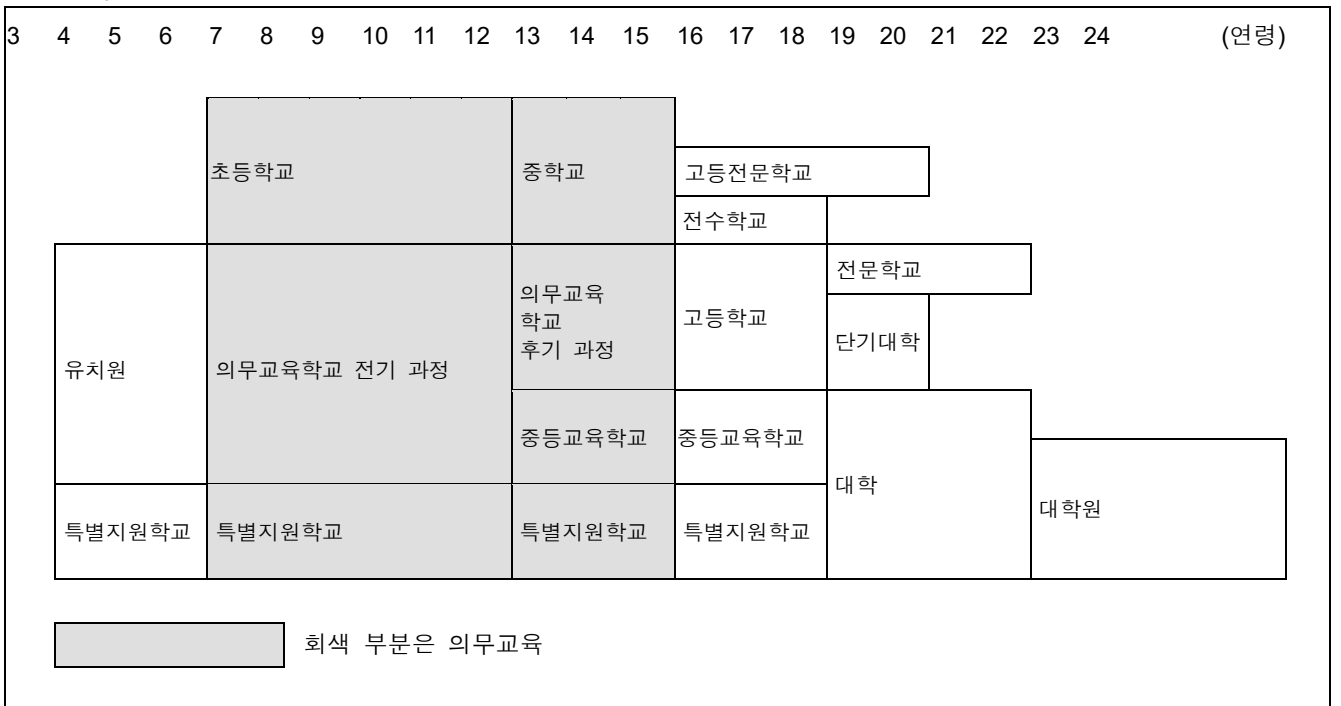 3 4 5 6 7 8 9 10 11 12 13 14 15 16 17 18 19 20 21 22 23 24 (연령)
초등학교
중학교
고등전문학교
전수학교
유치원
의무교육학교 전기 과정
의무교육
학교
후기 과정
고등학교
전문학교
단기대학
중등교육학교
중등교육학교
대학
대학원
특별지원학교
특별지원학교
특별지원학교
특별지원학교
회색 부분은 의무교육